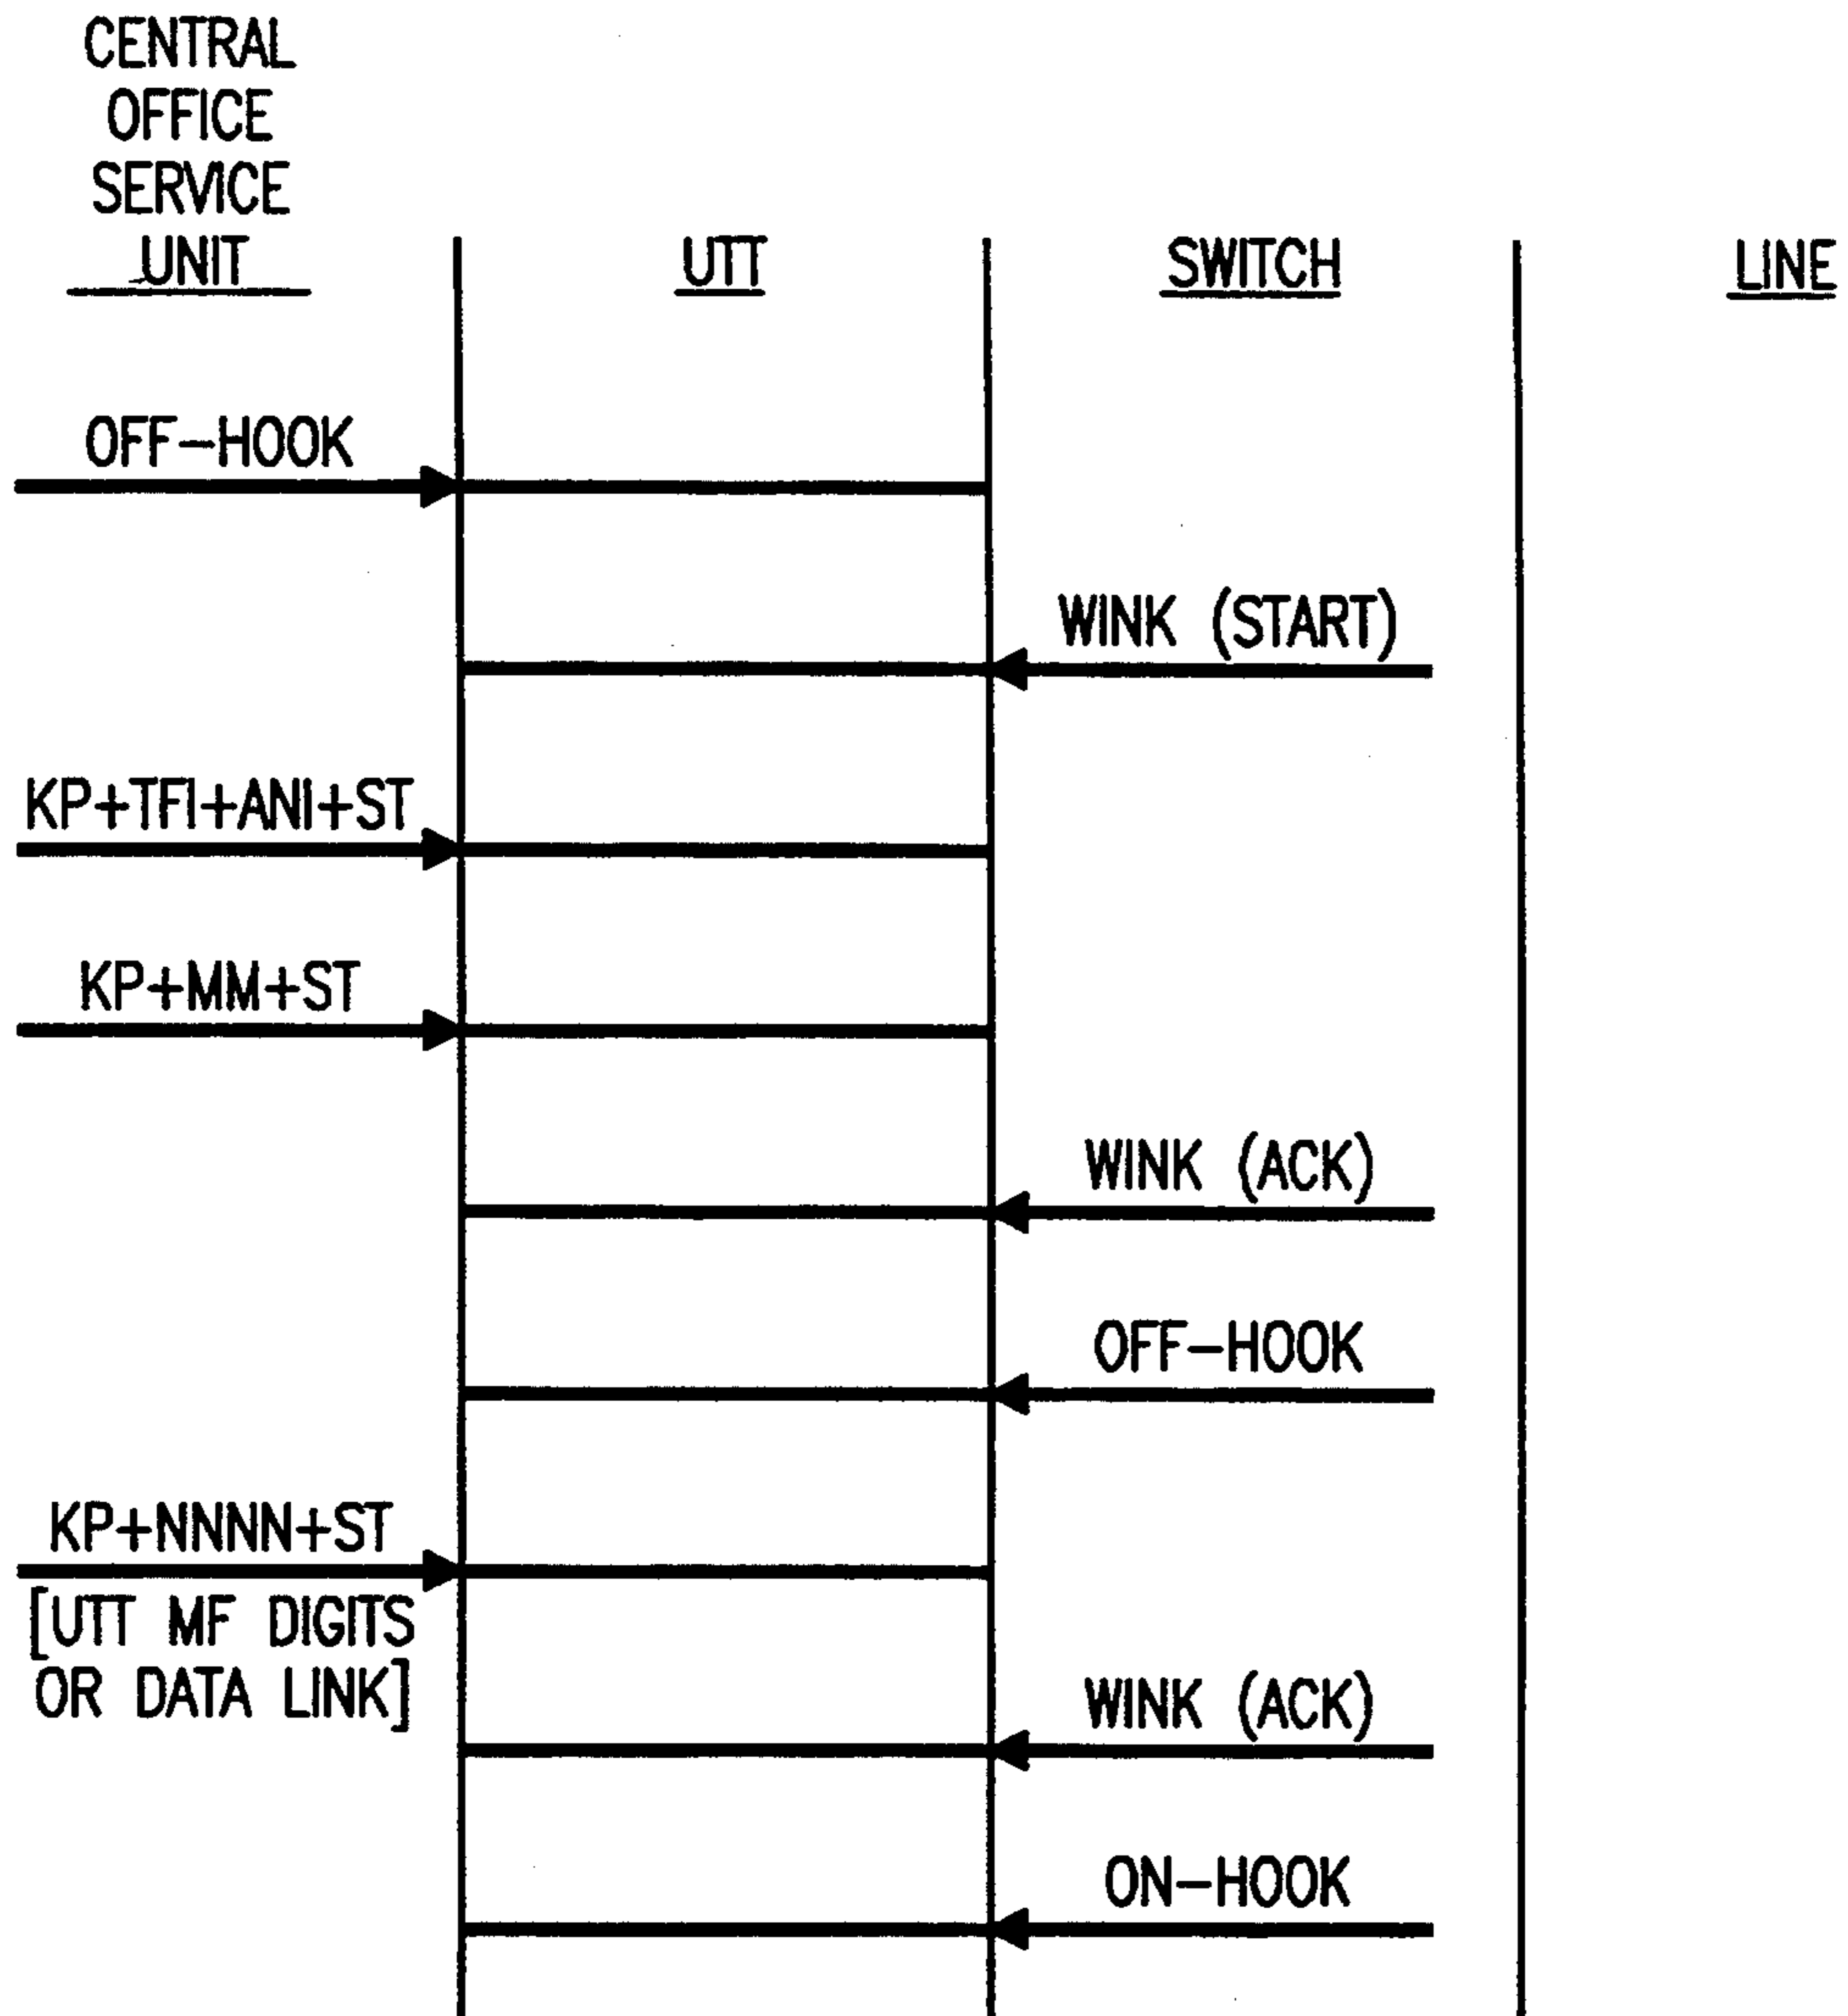 CENTRAL
OFFICE
SERVICE
UNIT
UTT
SWITCH
LINE
OFF-HOOK
WINK (START)
KP+TFI+ANI+ST
KP+MM+ST
WINK (ACK)
OFF-HOOK
KP+NNNN+ST
[UTT MF DIGITS
OR DATA LINK]
WINK (ACK)
ON-HOOK